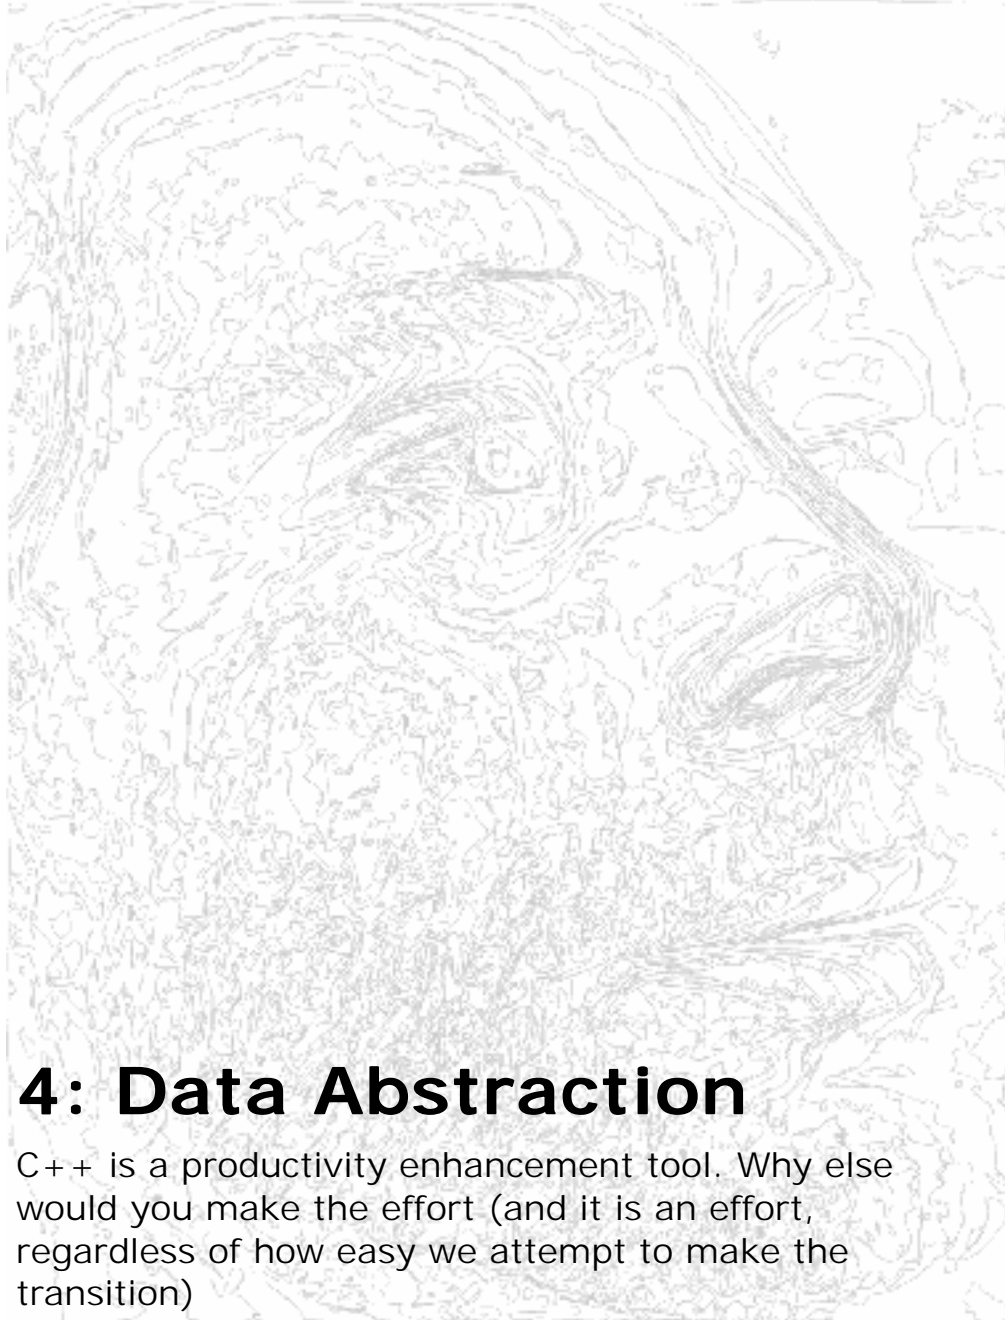 4: Data Abstraction
C++ is a productivity enhancement tool. Why else
would you make the effort (and it is an effort,
regardless of how easy we attempt to make the
transition)